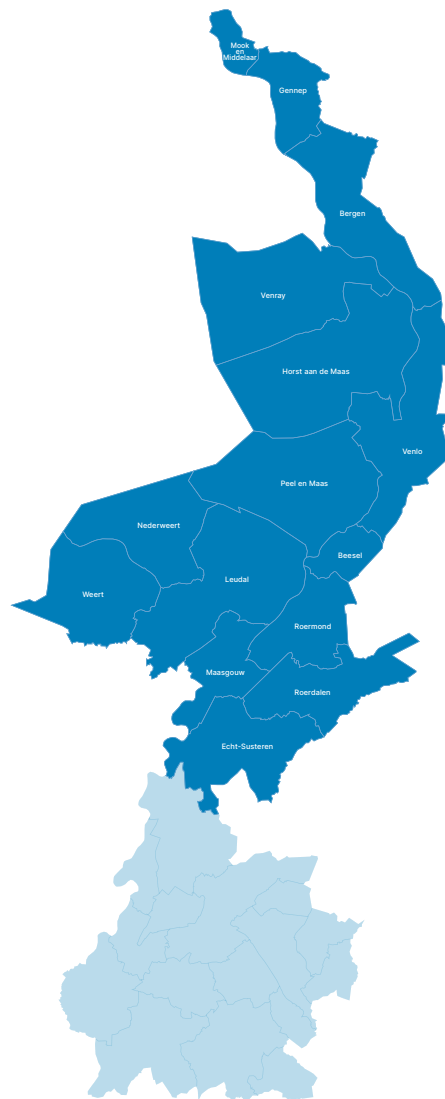 Mook
en
Middelaar
Gennep
Bergen
Venray
Horst aan de Maas
Venlo
Peel en Maas
Nederweert
Beesel
Leudal
Weert
Roermond
Maasgouw
Roerdalen
Echt-Susteren